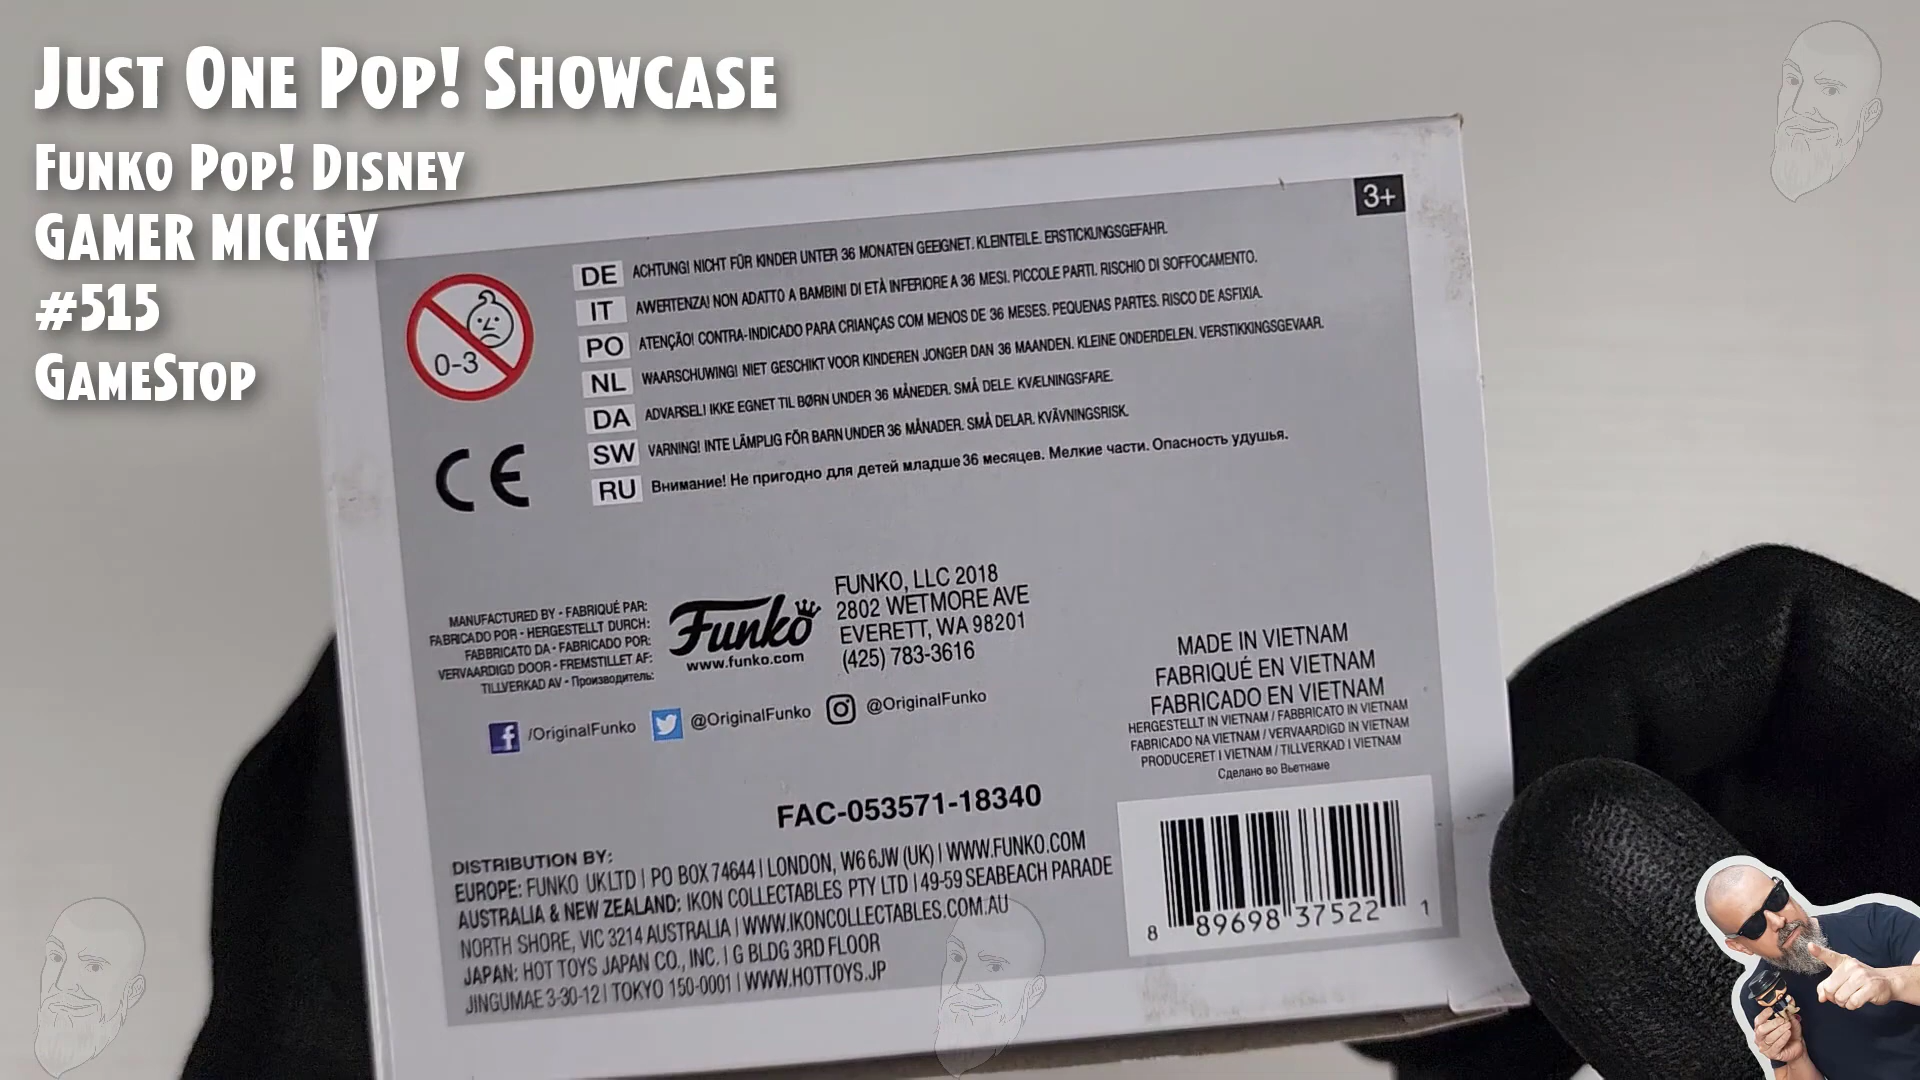 JUST ONE POP! SHOWCASE
FUNKO POP! DISNEY
GAMER MICKEY
#515
GAMESTOP
3+
0-3
DE ACHTUNG! NICHT FÜR KINDER UNTER 36 MONATEN GEEIGNET. KLEINTEILE. ERSTICKUNGSGEFAHR.
IT AVVERTENZA! NON ADATTO A BAMBINI DI ETÀ INFERIORE A 36 MESI. PICCOLE PARTI. RISCHIO DI SOFFOCAMENTO.
PO ATENÇÃO! CONTRA-INDICADO PARA CRIANÇAS COM MENOS DE 36 MESES. PEQUENAS PARTES. RISCO DE ASFIXIA.
NL WAARSCHUWING! NIET GESCHIKT VOOR KINDEREN JONGER DAN 36 MAANDEN. KLEINE ONDERDELEN. VERSTIKKINGSGEVAAR.
DA ADVARSEL! IKKE EGNET TIL BØRN UNDER 36 MÅNEDER. SMÅ DELE. KVÆLNINGSFARE.
SW VARNING! INTE LÄMPLIG FÖR BARN UNDER 36 MÅNADER. SMÅ DELAR. KVÄVNINGSRISK.
RU Внимание! Не пригодно для детей младше 36 месяцев. Мелкие части. Опасность удушья.
CE
MANUFACTURED BY - FABRIQUÉ PAR:
FABRICADO POR - HERGESTELLT DURCH:
FABBRICATO DA - FABRICADO POR:
VERVAARDIGD DOOR - FREMSTILLET AF:
TILLVERKAD AV - Производитель:
Funko
www.funko.com
FUNKO, LLC 2018
2802 WETMORE AVE
EVERETT, WA 98201
(425) 783-3616
/OriginalFunko @OriginalFunko @OriginalFunko
MADE IN VIETNAM
FABRIQUÉ EN VIETNAM
FABRICADO EN VIETNAM
HERGESTELLT IN VIETNAM / FABBRICATO IN VIETNAM
FABRICADO NA VIETNAM / VERVAARDIGD IN VIETNAM
PRODUCERET I VIETNAM / TILLVERKAD I VIETNAM
Сделано во Вьетнаме
FAC-053571-18340
DISTRIBUTION BY:
EUROPE: FUNKO UK LTD | PO BOX 74644 | LONDON, W6 6JW (UK) | WWW.FUNKO.COM
AUSTRALIA & NEW ZEALAND: IKON COLLECTABLES PTY LTD | 49-59 SEABEACH PARADE
NORTH SHORE, VIC 3214 AUSTRALIA | WWW.IKONCOLLECTABLES.COM.AU
JAPAN: HOT TOYS JAPAN CO., INC. | G BLDG 3RD FLOOR
JINGUMAE 3-30-12 | TOKYO 150-0001 | WWW.HOTTOYS.JP
8 89698 37522 1